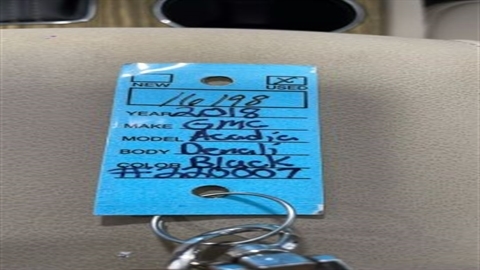 NEW USED
16198
YEAR 2018
MAKE GMC
MODEL Acadia
BODY Denali
COLOR Black
#220007